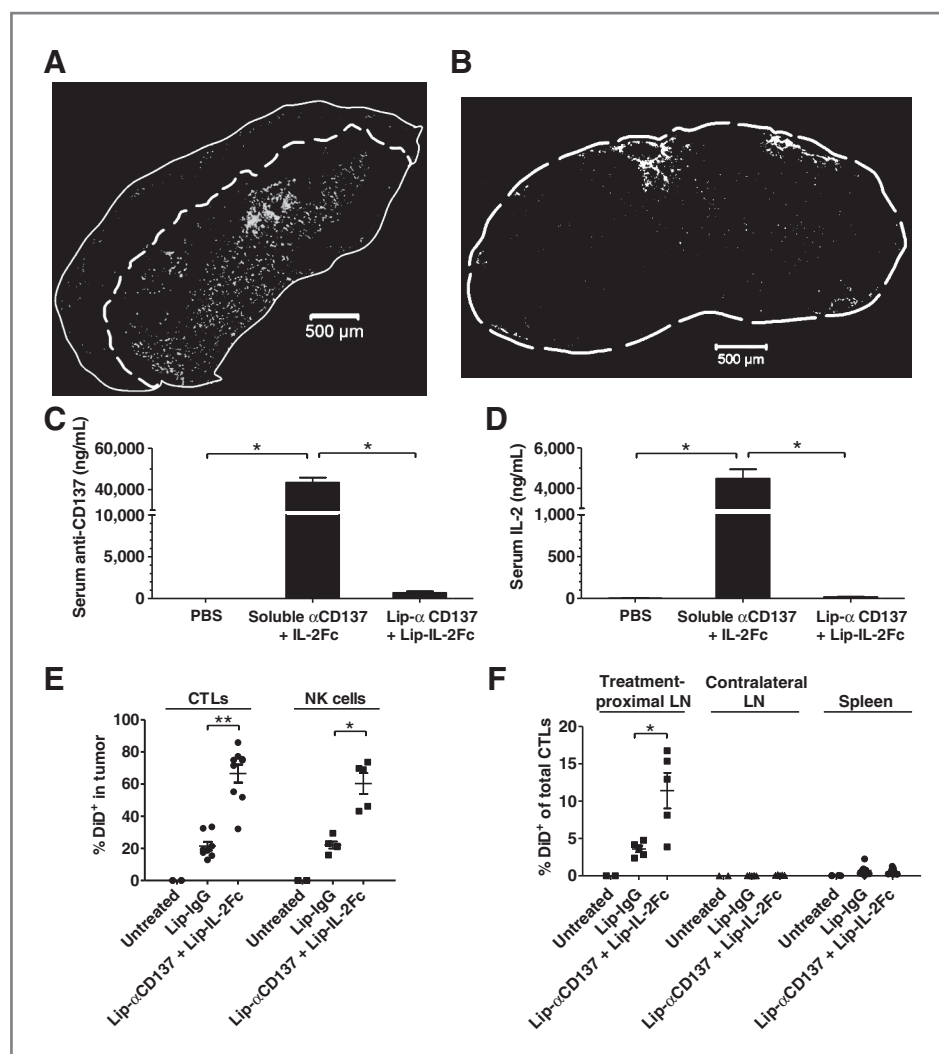 A
500 µm
B
500 µm
C
Serum anti-CD137 (ng/mL)
60,000
40,000
10,000
5,000
0
*
*
PBS
Soluble αCD137
+ IL-2Fc
Lip-α CD137
+ Lip-IL-2Fc
D
Serum IL-2 (ng/mL)
6,000
4,000
1,000
500
0
*
*
PBS
Soluble αCD137
+ IL-2Fc
Lip-α CD137
+ Lip-IL-2Fc
E
% DiD+ in tumor
100
80
60
40
20
0
CTLs
**
NK cells
*
Untreated
Lip-IgG
Lip-αCD137 + Lip-IL-2Fc
Untreated
Lip-IgG
Lip-αCD137 + Lip-IL-2Fc
F
% DiD+ of total CTLs
20
15
10
5
0
Treatment-
proximal LN
*
Contralateral
LN
Spleen
Untreated
Lip-IgG
Lip-αCD137 + Lip-IL-2Fc
Untreated
Lip-IgG
Lip-αCD137 + Lip-IL-2Fc
Untreated
Lip-IgG
Lip-αCD137 + Lip-IL-2Fc